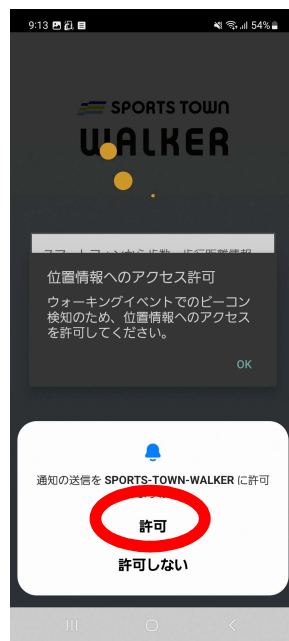 9:13
54%
SPORTS TOWN
WALKER
位置情報へのアクセス許可
ウォーキングイベントでのビーコン
検知のため、位置情報へのアクセス
を許可してください。
OK
通知の送信を SPORTS-TOWN-WALKER に許可
許可
許可しない